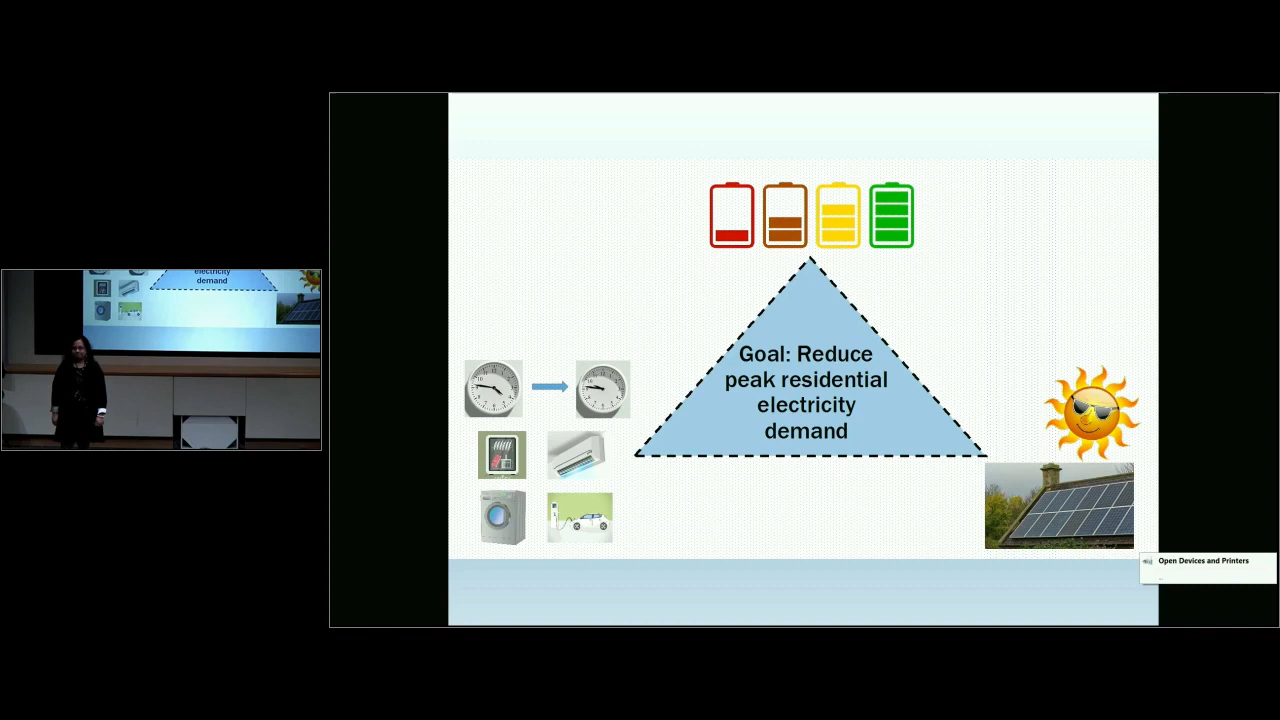 Goal: Reduce
peak residential
electricity
demand
Open Devices and Printers
electricity
demand